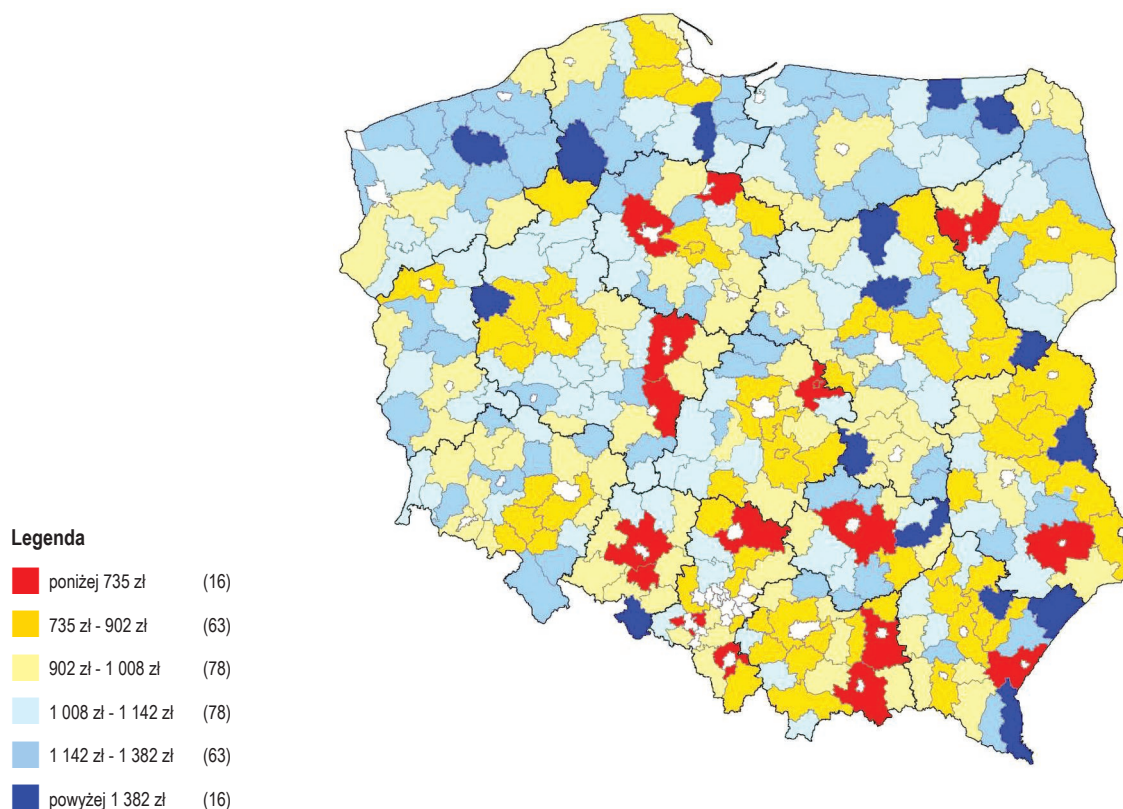 Legenda
poniżej 735 zł (16)
735 zł - 902 zł (63)
902 zł - 1 008 zł (78)
1 008 zł - 1 142 zł (78)
1 142 zł - 1 382 zł (63)
powyżej 1 382 zł (16)